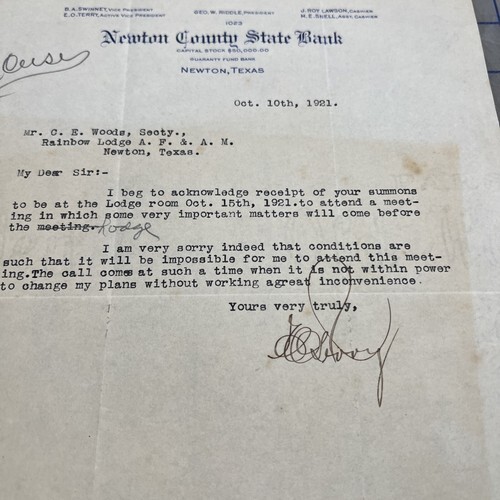 B.A. SWINNEY, VICE PRESIDENT GEO. W. RIDDLE, PRESIDENT J. ROY LAWSON, CASHIER
E.O. TERRY, ACTIVE VICE PRESIDENT M.E. SNELL, ASST. CASHIER
1023
Newton County State Bank
CAPITAL STOCK $50,000.00
GUARANTY FUND BANK
NEWTON, TEXAS
Oct. 10th, 1921.
Mr. C. E. Woods, Secty.,
Rainbow Lodge A. F. &. A. M.
Newton, Texas.
My Dear Sir:-
I beg to acknowledge receipt of your summons
to be at the Lodge room Oct. 15th, 1921.to attend a meet-
ing in which some very important matters will come before
the meeting. Lodge
I am very sorry indeed that conditions are
such that it will be impossible for me to attend this meet-
ing.The call comes at such a time when it is not within power
to change my plans without working agreat inconvenience.
Yours very truly,